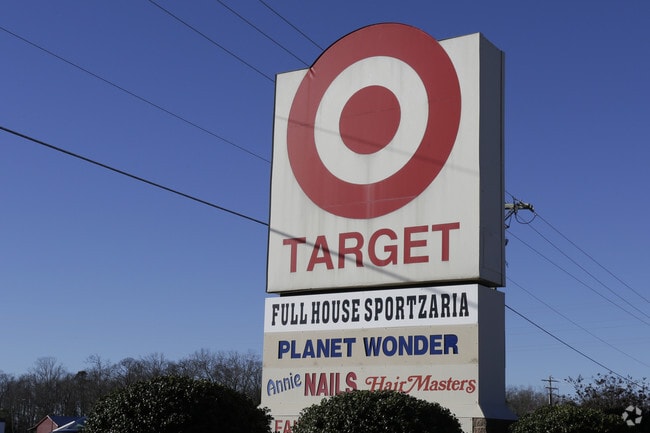 TARGET
FULL HOUSE SPORTZARIA
PLANET WONDER
Annie NAILS HairMasters